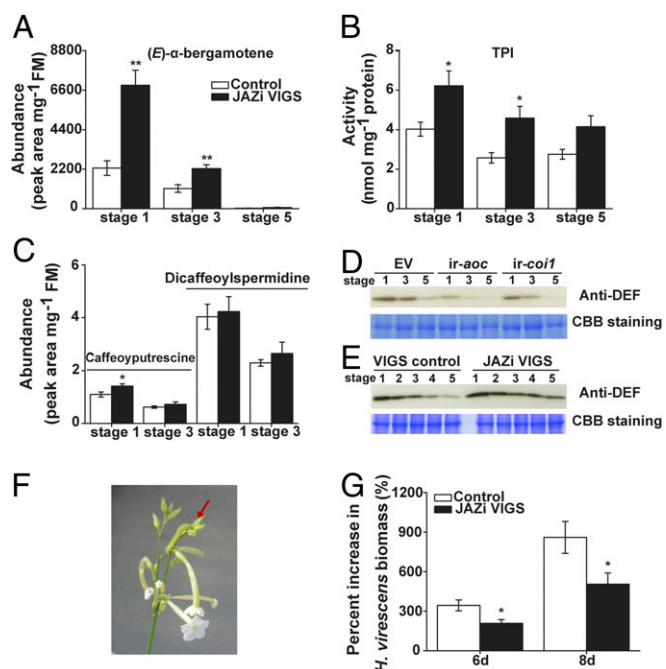 A
(E)-α-bergamotene
8800
6600
4400
2200
0
Abundance
(peak area mg⁻¹ FM)
**
**
Control
JAZi VIGS
stage 1 stage 3 stage 5
B
TPI
8
6
4
2
0
Activity
(nmol mg⁻¹ protein)
*
*
stage 1 stage 3 stage 5
C
Dicaffeoylspermidine
Caffeoyputrescine
6
4
2
0
Abundance
(peak area mg⁻¹ FM)
*
stage 1 stage 3 stage 1 stage 3
D
EV ir-aoc ir-coi1
stage 1 3 5 1 3 5 1 3 5
Anti-DEF
CBB staining
E
VIGS control JAZi VIGS
stage 1 2 3 4 5 1 2 3 4 5
Anti-DEF
CBB staining
F
G
Control
JAZi VIGS
1200
900
600
300
0
Percent increase in
H. virescens biomass (%)
*
*
6d 8d